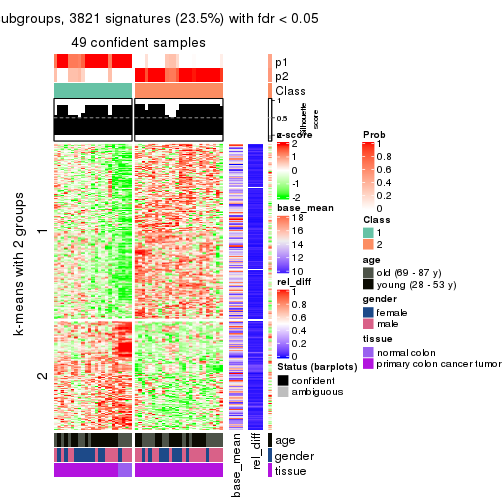 ubgroups, 3821 signatures (23.5%) with fdr < 0.05
49 confident samples
p1
p2
Class
1
0.5
0
Silhouette
score
k-means with 2 groups
1
2
z-score
2
1
0
-1
-2
base_mean
18
16
14
12
10
rel_diff
1
0.8
0.6
0.4
0.2
0
Status (barplots)
confident
ambiguous
Prob
1
0.8
0.6
0.4
0.2
0
Class
1
2
age
old (69 - 87 y)
young (28 - 53 y)
gender
female
male
tissue
normal colon
primary colon cancer tumor
age
gender
tissue
base_mean
rel_diff